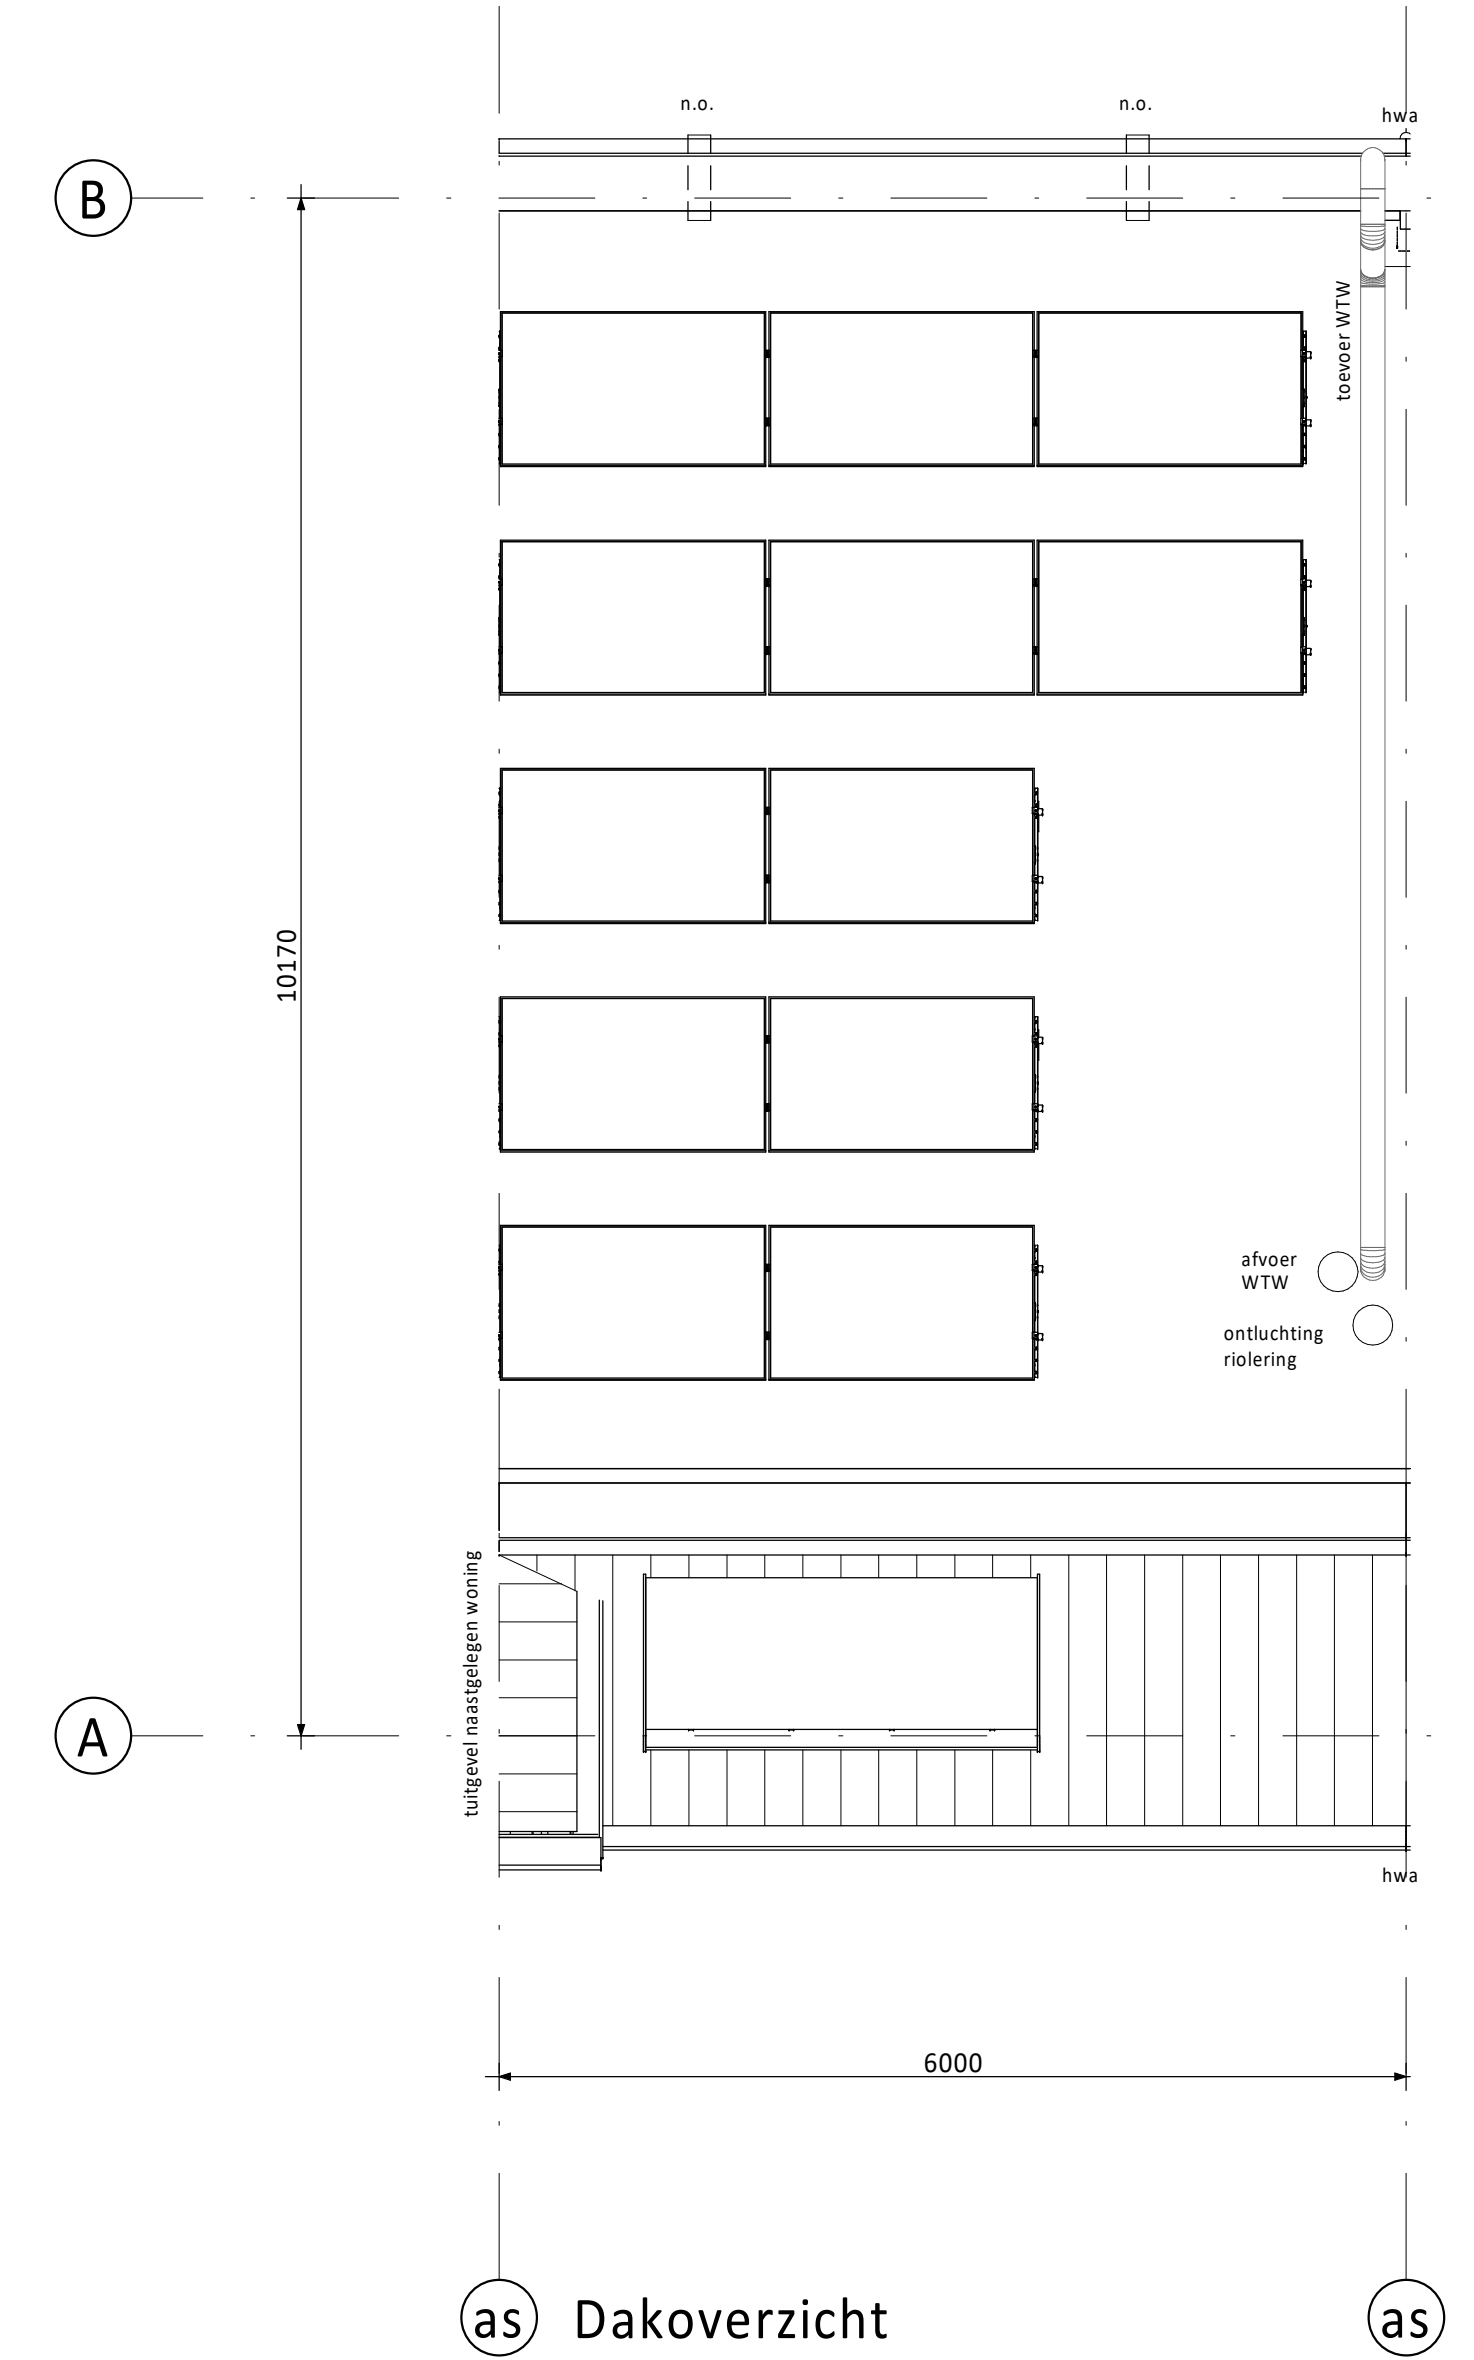 n.o.
n.o.
hwa
B
toevoer WTW
10170
afvoer
WTW
ontluchting
riolering
tuitgevel naastgelegen woning
A
hwa
6000
as
Dakoverzicht
as